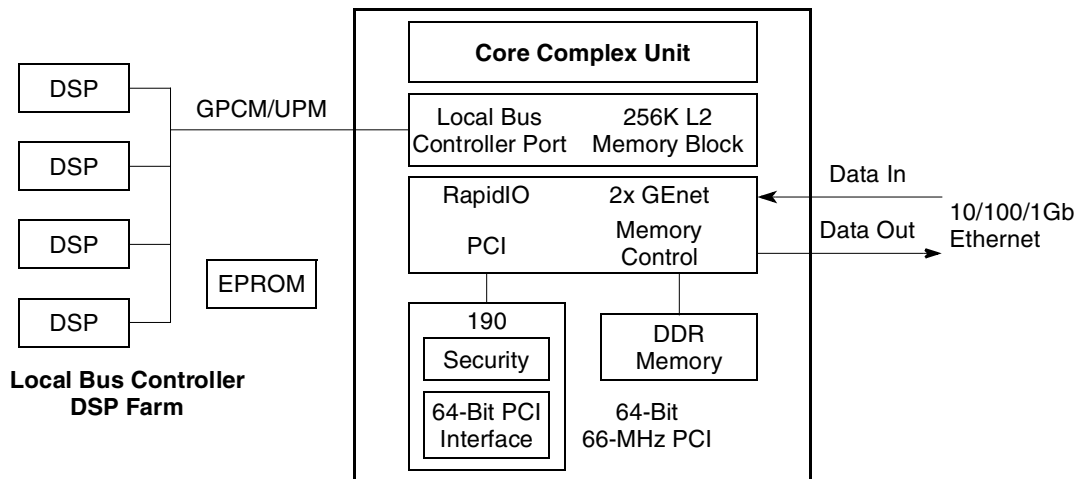 Core Complex Unit
DSP
DSP
DSP
DSP
GPCM/UPM
Local Bus
Controller Port
256K L2
Memory Block
RapidIO
2x GEnet
PCI
Memory
Control
Data In
Data Out
10/100/1Gb
Ethernet
EPROM
190
Security
64-Bit PCI
Interface
DDR
Memory
64-Bit
66-MHz PCI
Local Bus Controller
DSP Farm